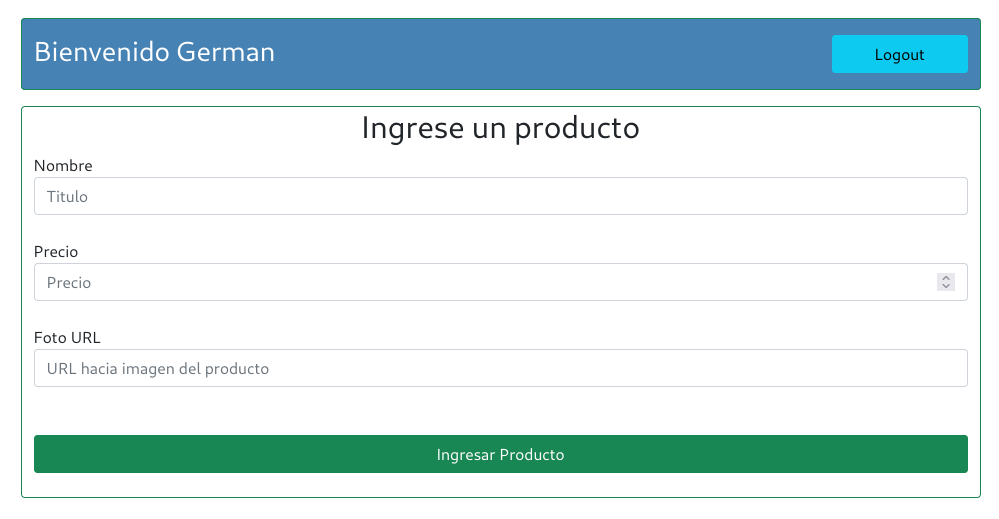 Bienvenido German
Logout
Ingrese un producto
Nombre
Titulo
Precio
Precio
Foto URL
URL hacia imagen del producto
Ingresar Producto